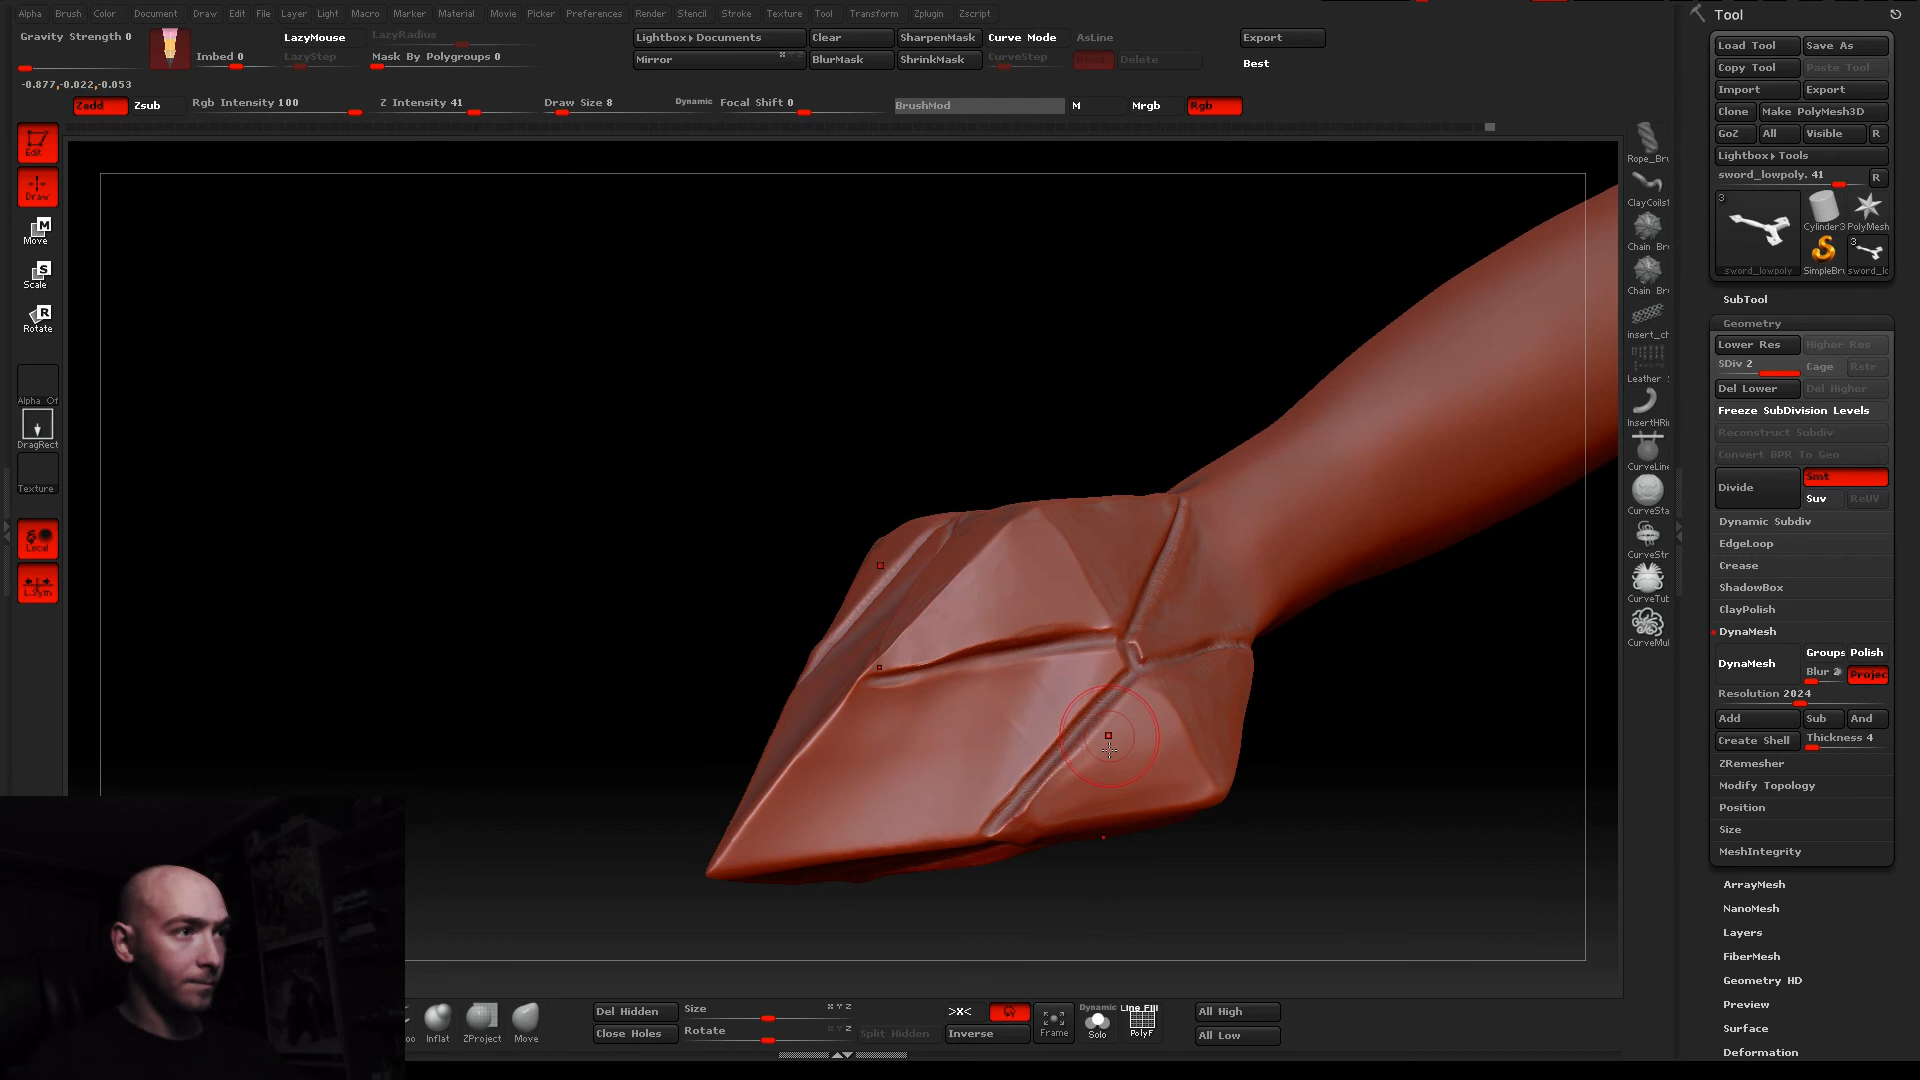 Alpha Brush Color Document Draw Edit File Layer Light Macro Marker Material Movie Picker Preferences Render Stencil Stroke Texture Tool Transform Zplugin Zscript
Gravity Strength 0
Imbed 0
LazyMouse
LazyStep
LazyRadius
Mask By Polygroups 0
Lightbox▸Documents
Clear
SharpenMask
Curve Mode
AsLine
Mirror
BlurMask
ShrinkMask
CurveStep
Delete
Export
Best
-0.877,-0.022,-0.053
Zadd
Zsub
Rgb Intensity 100
Z Intensity 41
Draw Size 8
Dynamic
Focal Shift 0
BrushMod
M
Mrgb
Rgb
Edit
Draw
Move
Scale
Rotate
Alpha Of
DragRect
Texture
Local
L.Sym
Rope_Bru
ClayCoilst
Chain Br
Chain Br
insert_ch
Leather
InsertHRi
CurveLine
CurveSta
CurveStr
CurveTub
CurveMul
Tool
Load Tool Save As
Copy Tool Paste Tool
Import Export
Clone Make PolyMesh3D
GoZ All Visible R
Lightbox▸Tools
sword_lowpoly. 41 R
3
Cylinder3 PolyMesh
3
sword_lowpoly SimpleBru sword_lo
SubTool
Geometry
Lower Res Higher Res
SDiv 2 Cage Rstr
Del Lower Del Higher
Freeze SubDivision Levels
Reconstruct Subdiv
Convert BPR To Geo
Divide Smt
Suv ReUV
Dynamic Subdiv
EdgeLoop
Crease
ShadowBox
ClayPolish
DynaMesh
DynaMesh Groups Polish
Blur 2 Projec
Resolution 2024
Add Sub And
Create Shell Thickness 4
ZRemesher
Modify Topology
Position
Size
MeshIntegrity
ArrayMesh
NanoMesh
Layers
FiberMesh
Geometry HD
Preview
Surface
Deformation
Inflat
ZProject
Move
Del Hidden
Close Holes
Size
X Y Z
Rotate
Split Hidden
>X<
Inverse
Frame
Dynamic
Solo
Line Fill
PolyF
All High
All Low